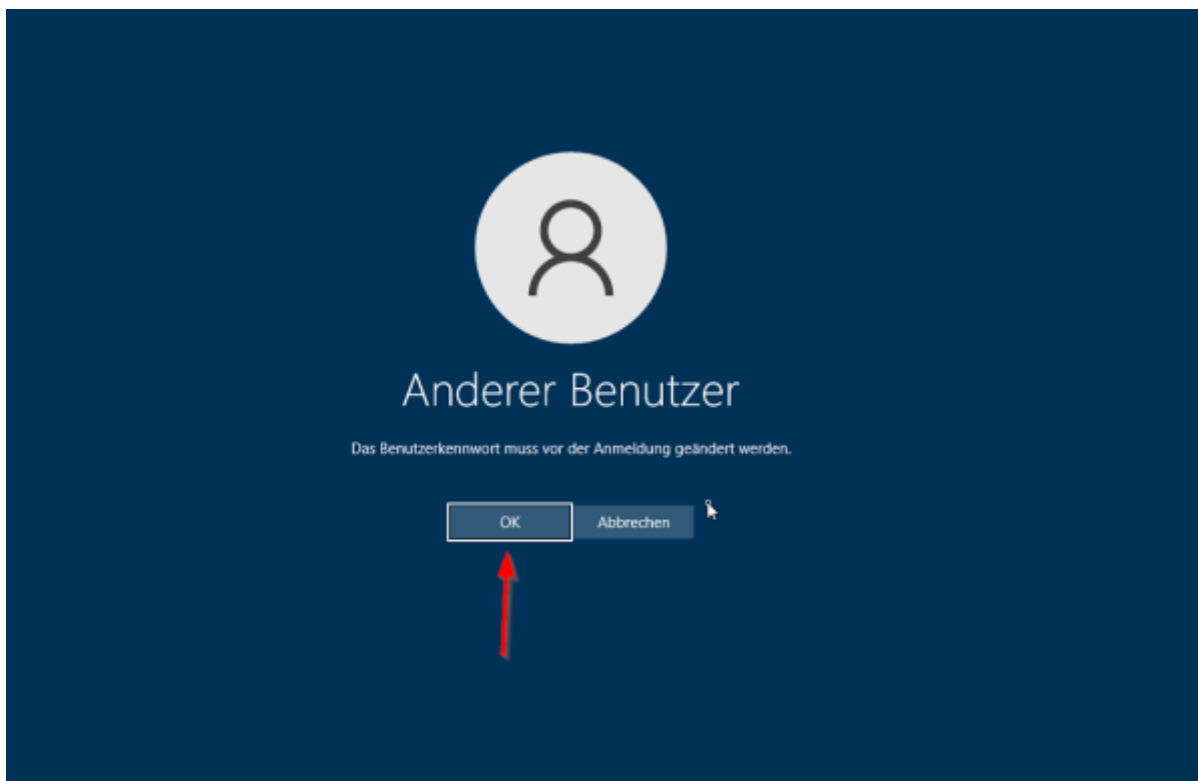 Anderer Benutzer
Das Benutzerkennwort muss vor der Anmeldung geändert werden.
OK
Abbrechen